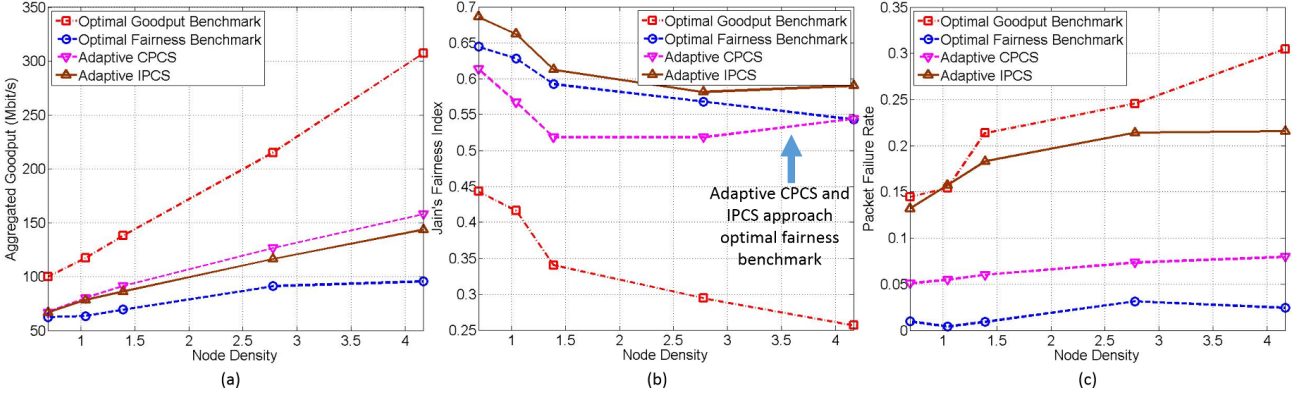 350
300
250
200
150
100
50
Aggregated Goodput (Mbit/s)
Optimal Goodput Benchmark
Optimal Fairness Benchmark
Adaptive CPCS
Adaptive IPCS
1 1.5 2 2.5 3 3.5 4
Node Density
(a)
0.7
0.65
0.6
0.55
0.5
0.45
0.4
0.35
0.3
0.25
Jain's Fairness Index
Optimal Goodput Benchmark
Optimal Fairness Benchmark
Adaptive CPCS
Adaptive IPCS
Adaptive CPCS and
IPCS approach
optimal fairness
benchmark
1 1.5 2 2.5 3 3.5 4
Node Density
(b)
0.35
0.3
0.25
0.2
0.15
0.1
0.05
0
Packet Failure Rate
Optimal Goodput Benchmark
Optimal Fairness Benchmark
Adaptive CPCS
Adaptive IPCS
1 1.5 2 2.5 3 3.5 4
Node Density
(c)